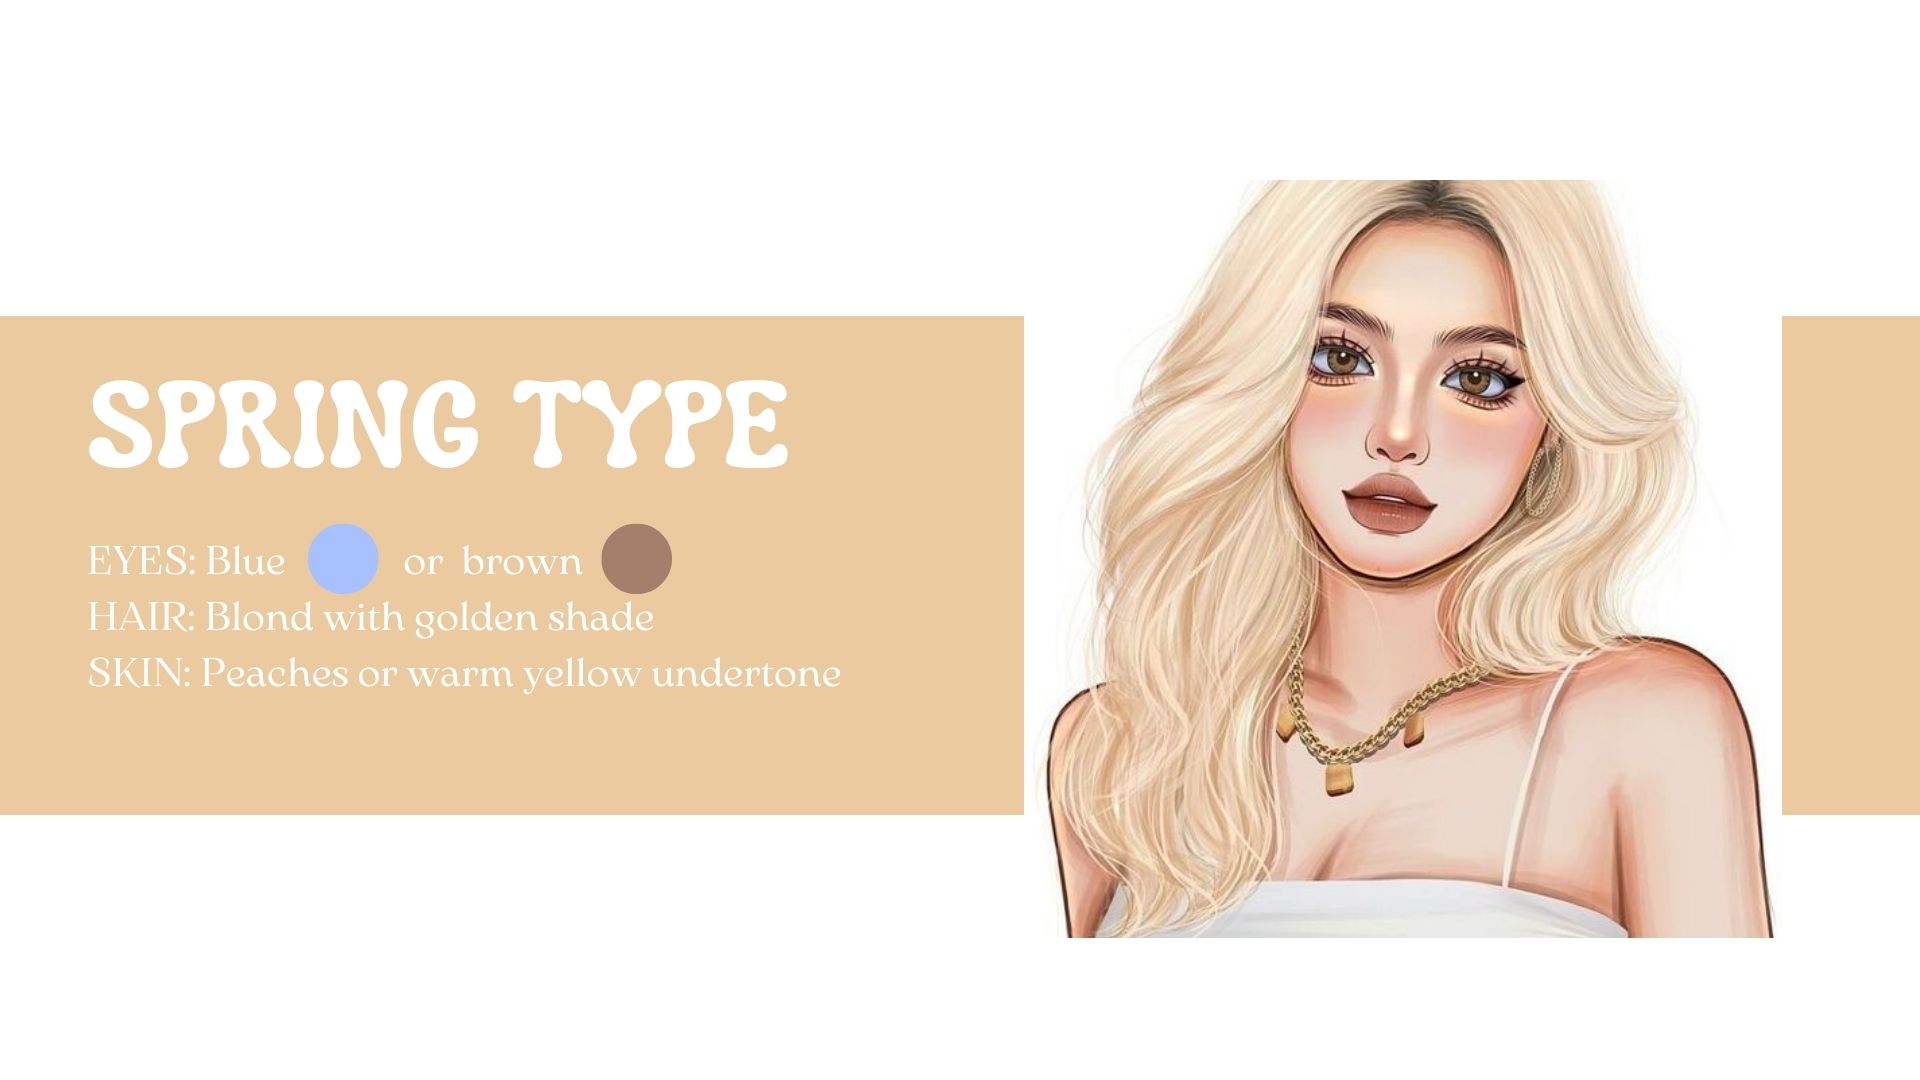 SPRING TYPE
EYES: Blue or brown
HAIR: Blond with golden shade
SKIN: Peaches or warm yellow undertone